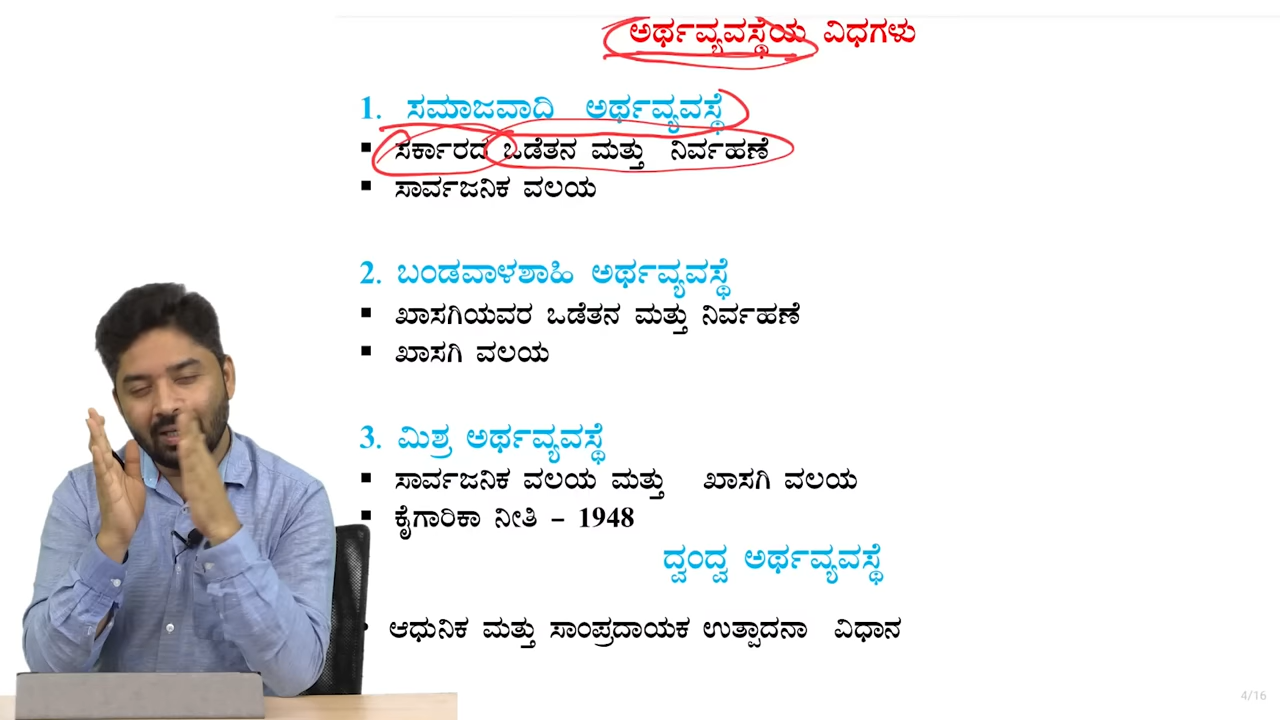 ಅರ್ಥವ್ಯವಸ್ಥೆಯ ವಿಧಗಳು
1. ಸಮಾಜವಾದಿ ಅರ್ಥವ್ಯವಸ್ಥೆ
▪ ಸರ್ಕಾರದ ಒಡೆತನ ಮತ್ತು ನಿರ್ವಹಣೆ
▪ ಸಾರ್ವಜನಿಕ ವಲಯ
2. ಬಂಡವಾಳಶಾಹಿ ಅರ್ಥವ್ಯವಸ್ಥೆ
▪ ಖಾಸಗಿಯವರ ಒಡೆತನ ಮತ್ತು ನಿರ್ವಹಣೆ
▪ ಖಾಸಗಿ ವಲಯ
3. ಮಿಶ್ರ ಅರ್ಥವ್ಯವಸ್ಥೆ
▪ ಸಾರ್ವಜನಿಕ ವಲಯ ಮತ್ತು ಖಾಸಗಿ ವಲಯ
▪ ಕೈಗಾರಿಕಾ ನೀತಿ – 1948
ದ್ವಂದ್ವ ಅರ್ಥವ್ಯವಸ್ಥೆ
ಆಧುನಿಕ ಮತ್ತು ಸಾಂಪ್ರದಾಯಕ ಉತ್ಪಾದನಾ ವಿಧಾನ
4/16